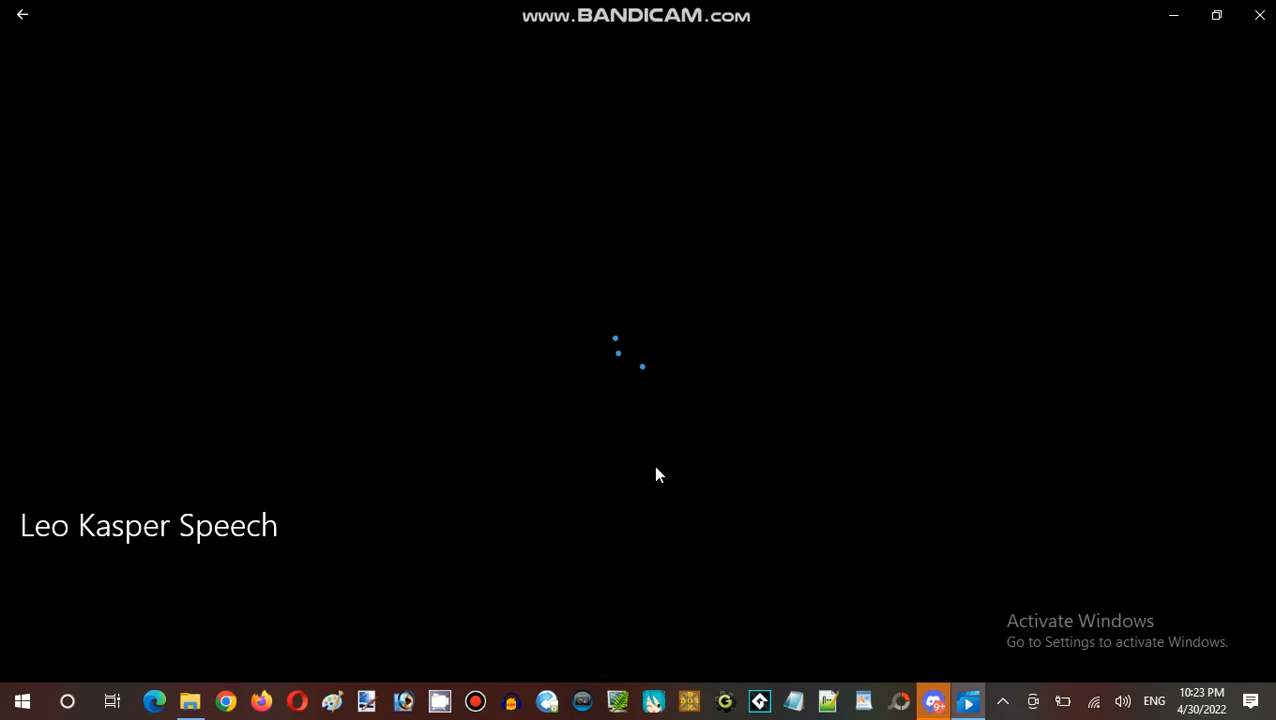 www.BANDICAM.com
Leo Kasper Speech
Activate Windows
Go to Settings to activate Windows.
9+
ENG
10:23 PM
4/30/2022